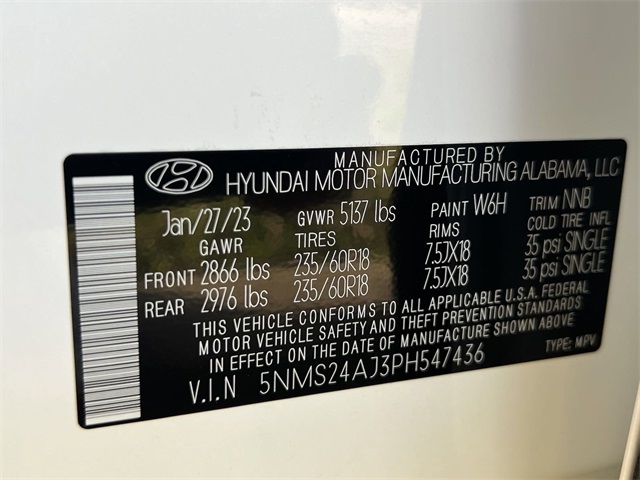 MANUFACTURED BY
HYUNDAI MOTOR MANUFACTURING ALABAMA, LLC
Jan/27/23 GVWR 5137 lbs PAINT W6H TRIM NNB
GAWR TIRES RIMS COLD TIRE INFL
FRONT 2866 lbs 235/60R18 7.5JX18 35 psi SINGLE
REAR 2976 lbs 235/60R18 7.5JX18 35 psi SINGLE
THIS VEHICLE CONFORMS TO ALL APPLICABLE U.S.A. FEDERAL
MOTOR VEHICLE SAFETY AND THEFT PREVENTION STANDARDS
IN EFFECT ON THE DATE OF MANUFACTURE SHOWN ABOVE
V.I.N 5NMS24AJ3PH547436 TYPE: MPV